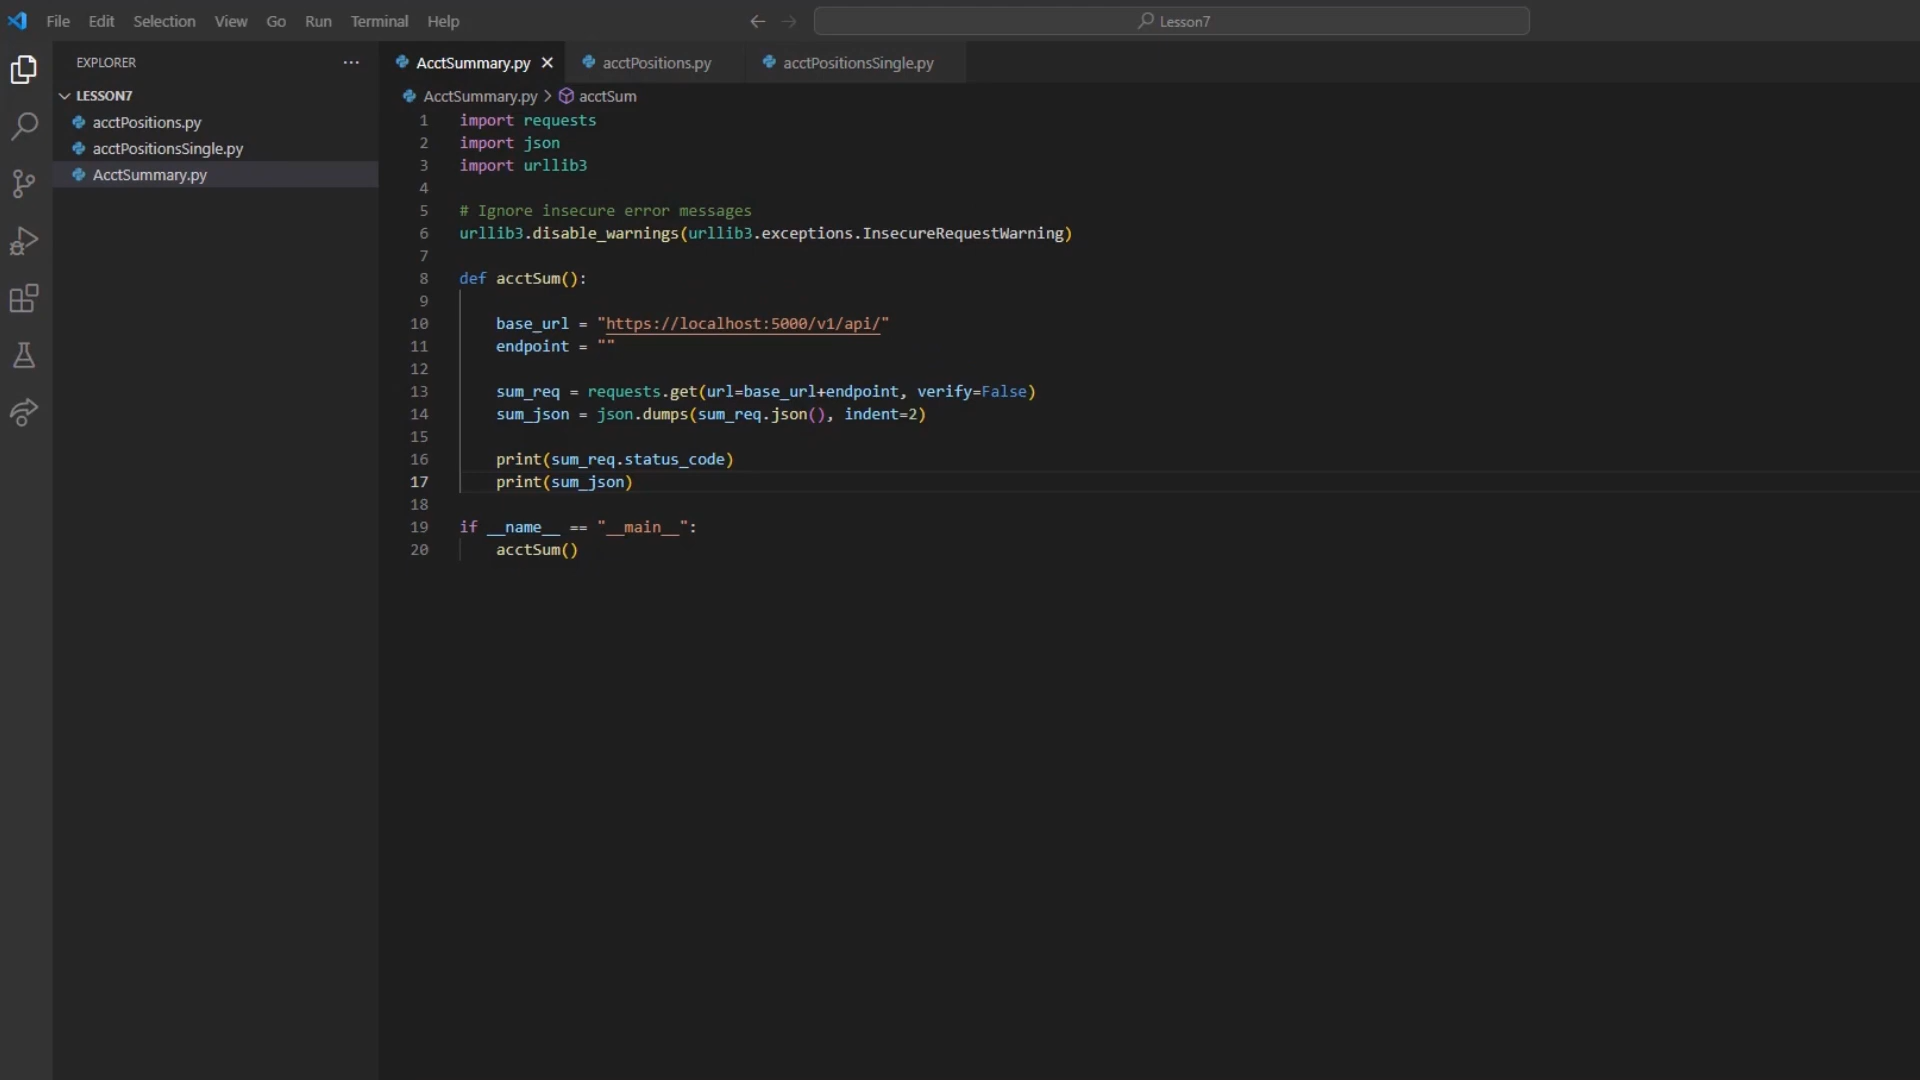 File Edit Selection View Go Run Terminal Help
Lesson7
EXPLORER
LESSON7
acctPositions.py
acctPositionsSingle.py
AcctSummary.py
AcctSummary.py acctPositions.py acctPositionsSingle.py
AcctSummary.py > acctSum
1 import requests
2 import json
3 import urllib3
4
5 # Ignore insecure error messages
6 urllib3.disable_warnings(urllib3.exceptions.InsecureRequestWarning)
7
8 def acctSum():
9
10 base_url = "https://localhost:5000/v1/api/"
11 endpoint = ""
12
13 sum_req = requests.get(url=base_url+endpoint, verify=False)
14 sum_json = json.dumps(sum_req.json(), indent=2)
15
16 print(sum_req.status_code)
17 print(sum_json)
18
19 if __name__ == "__main__":
20 acctSum()